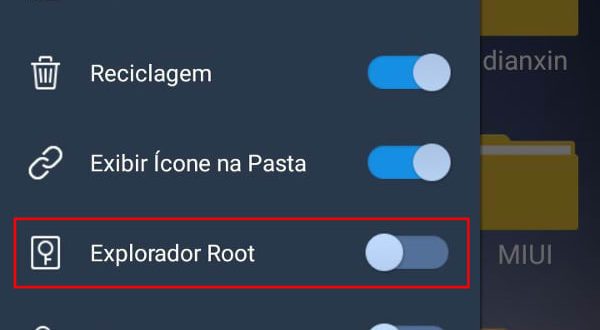 Reciclagem
dianxin
Exibir Ícone na Pasta
Explorador Root
MIUI